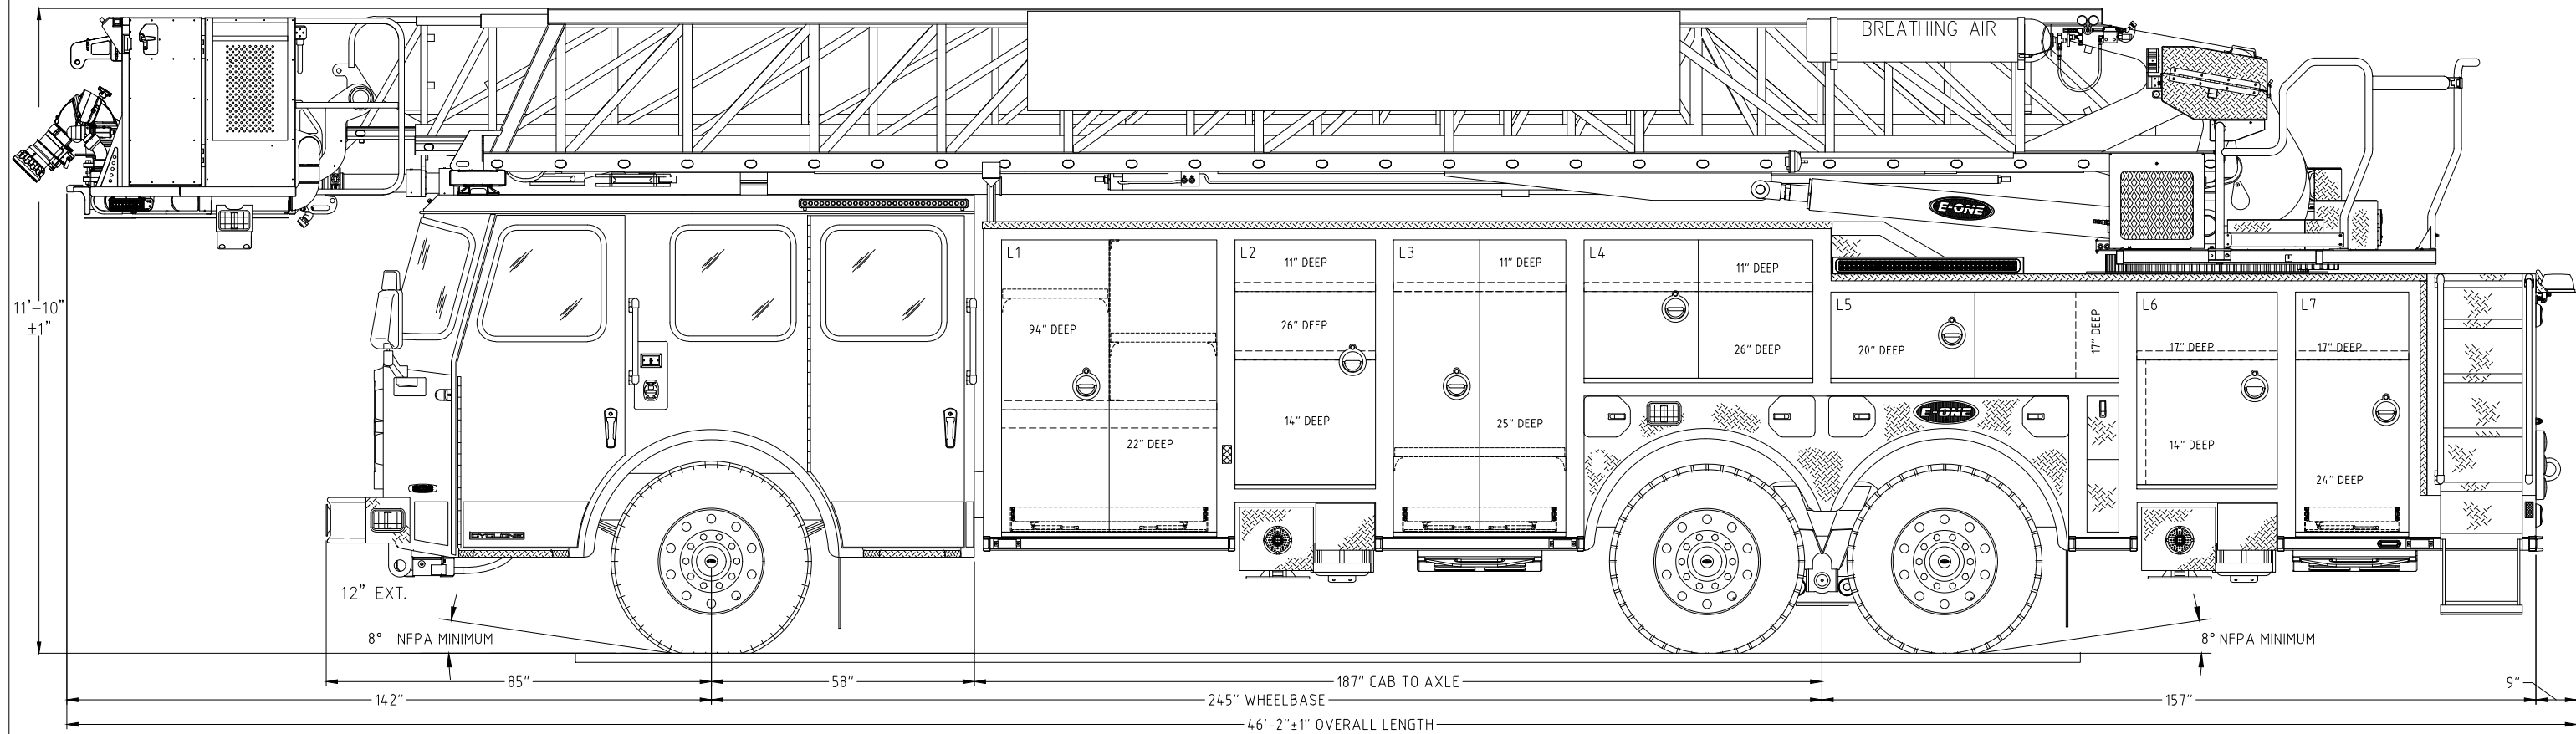 BREATHING AIR
E-ONE
11'-10"
±1"
L1
94" DEEP
22" DEEP
L2
11" DEEP
26" DEEP
14" DEEP
L3
11" DEEP
25" DEEP
L4
11" DEEP
26" DEEP
L5
20" DEEP
17" DEEP
L6
17" DEEP
14" DEEP
L7
17" DEEP
24" DEEP
E-ONE
CYCLONE
12" EXT.
8° NFPA MINIMUM
8° NFPA MINIMUM
85"
58"
187" CAB TO AXLE
142"
245" WHEELBASE
157"
9"
46'-2"±1" OVERALL LENGTH